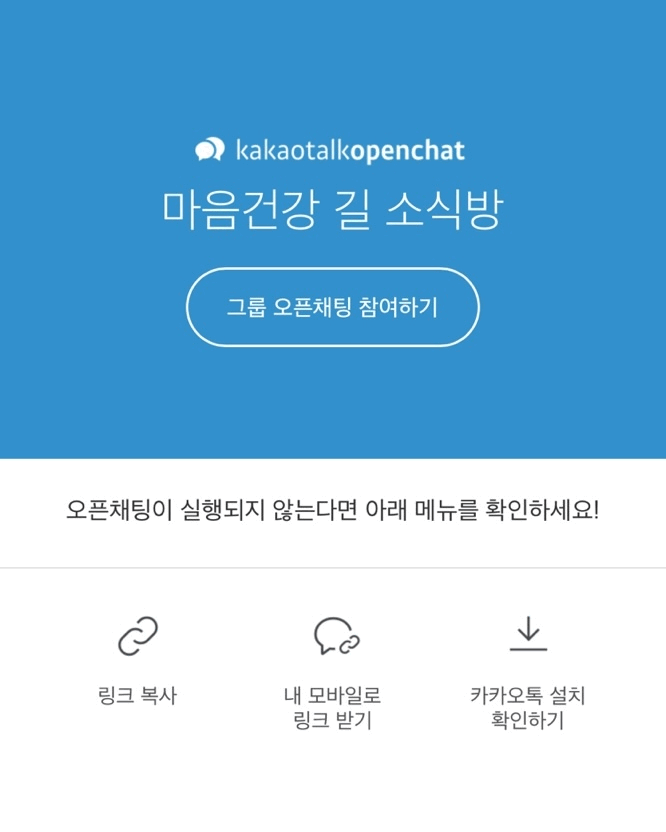 kakaotalkopenchat
마음건강 길 소식방
그룹 오픈채팅 참여하기
오픈채팅이 실행되지 않는다면 아래 메뉴를 확인하세요!
링크 복사
내 모바일로
링크 받기
카카오톡 설치
확인하기